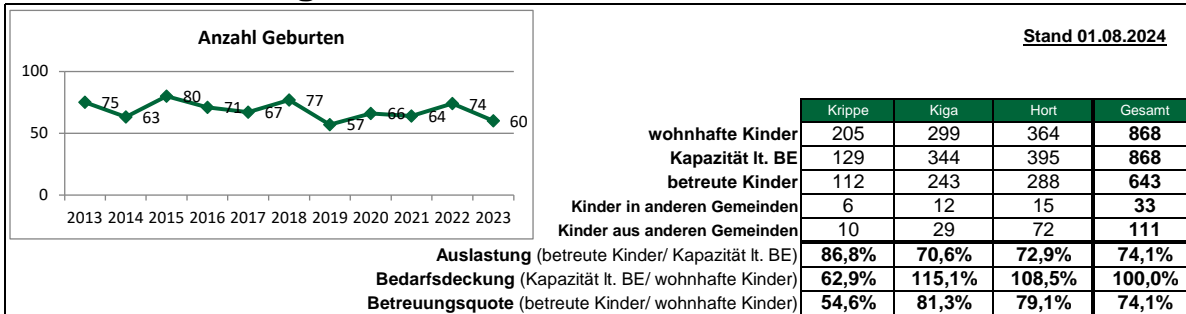 Anzahl Geburten
Stand 01.08.2024
100
50
0
75
63
80
71
67
77
57
66
64
74
60
2013 2014 2015 2016 2017 2018 2019 2020 2021 2022 2023
Krippe Kiga Hort Gesamt
wohnhafte Kinder 205 299 364 868
Kapazität lt. BE 129 344 395 868
betreute Kinder 112 243 288 643
Kinder in anderen Gemeinden 6 12 15 33
Kinder aus anderen Gemeinden 10 29 72 111
Auslastung (betreute Kinder/ Kapazität lt. BE) 86,8% 70,6% 72,9% 74,1%
Bedarfsdeckung (Kapazität lt. BE/ wohnhafte Kinder) 62,9% 115,1% 108,5% 100,0%
Betreuungsquote (betreute Kinder/ wohnhafte Kinder) 54,6% 81,3% 79,1% 74,1%